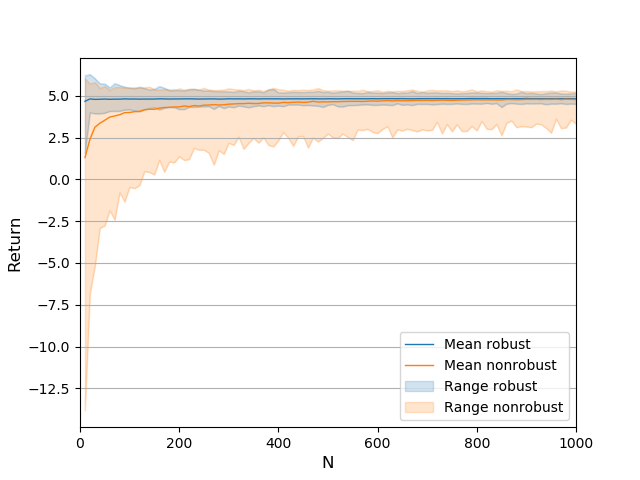 5.0
2.5
0.0
−2.5
−5.0
−7.5
−10.0
−12.5
Return
0 200 400 600 800 1000
N
Mean robust
Mean nonrobust
Range robust
Range nonrobust